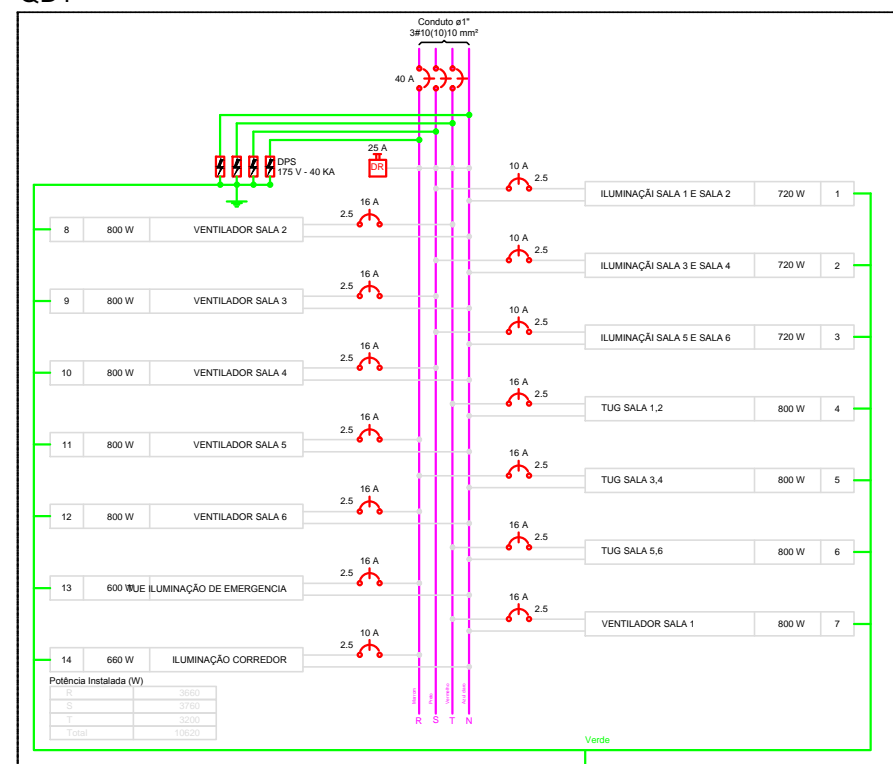 Conduto ø1"
3#10(10)10 mm²
40 A
DPS
175 V - 40 KA
25 A
DR
10 A
2.5
ILUMINAÇÃI SALA 1 E SALA 2 720 W 1
16 A
2.5
8 800 W VENTILADOR SALA 2
10 A
2.5
ILUMINAÇÃI SALA 3 E SALA 4 720 W 2
16 A
2.5
9 800 W VENTILADOR SALA 3
10 A
2.5
ILUMINAÇÃI SALA 5 E SALA 6 720 W 3
16 A
2.5
10 800 W VENTILADOR SALA 4
16 A
2.5
TUG SALA 1,2 800 W 4
16 A
2.5
11 800 W VENTILADOR SALA 5
16 A
2.5
TUG SALA 3,4 800 W 5
16 A
2.5
12 800 W VENTILADOR SALA 6
16 A
2.5
TUG SALA 5,6 800 W 6
16 A
2.5
13 600 W TUE ILUMINAÇÃO DE EMERGENCIA
16 A
2.5
VENTILADOR SALA 1 800 W 7
10 A
2.5
14 660 W ILUMINAÇÃO CORREDOR
Potência Instalada (W)
R 3660
S 3760
T 3200
Total 10620
R S T N
Verde